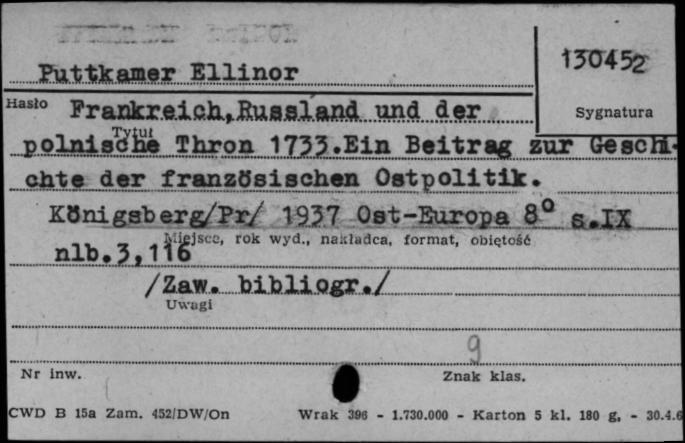 Puttkamer Ellinor
130452
Hasło Frankreich,Russland und der
Sygnatura
Tytuł
polnische Thron 1733.Ein Beitrag zur Geschi-
chte der französischen Ostpolitik.
Königsberg/Pr/ 1937 Ost-Europa 8° s.IX
Miejsce, rok wyd., nakładca, format, objętość
nlb.3,116
/Zaw. bibliogr./
Uwagi
9
Nr inw.
Znak klas.
CWD B 15a Zam. 452/DW/On Wrak 396 - 1.730.000 - Karton 5 kl. 180 g, - 30.4.6